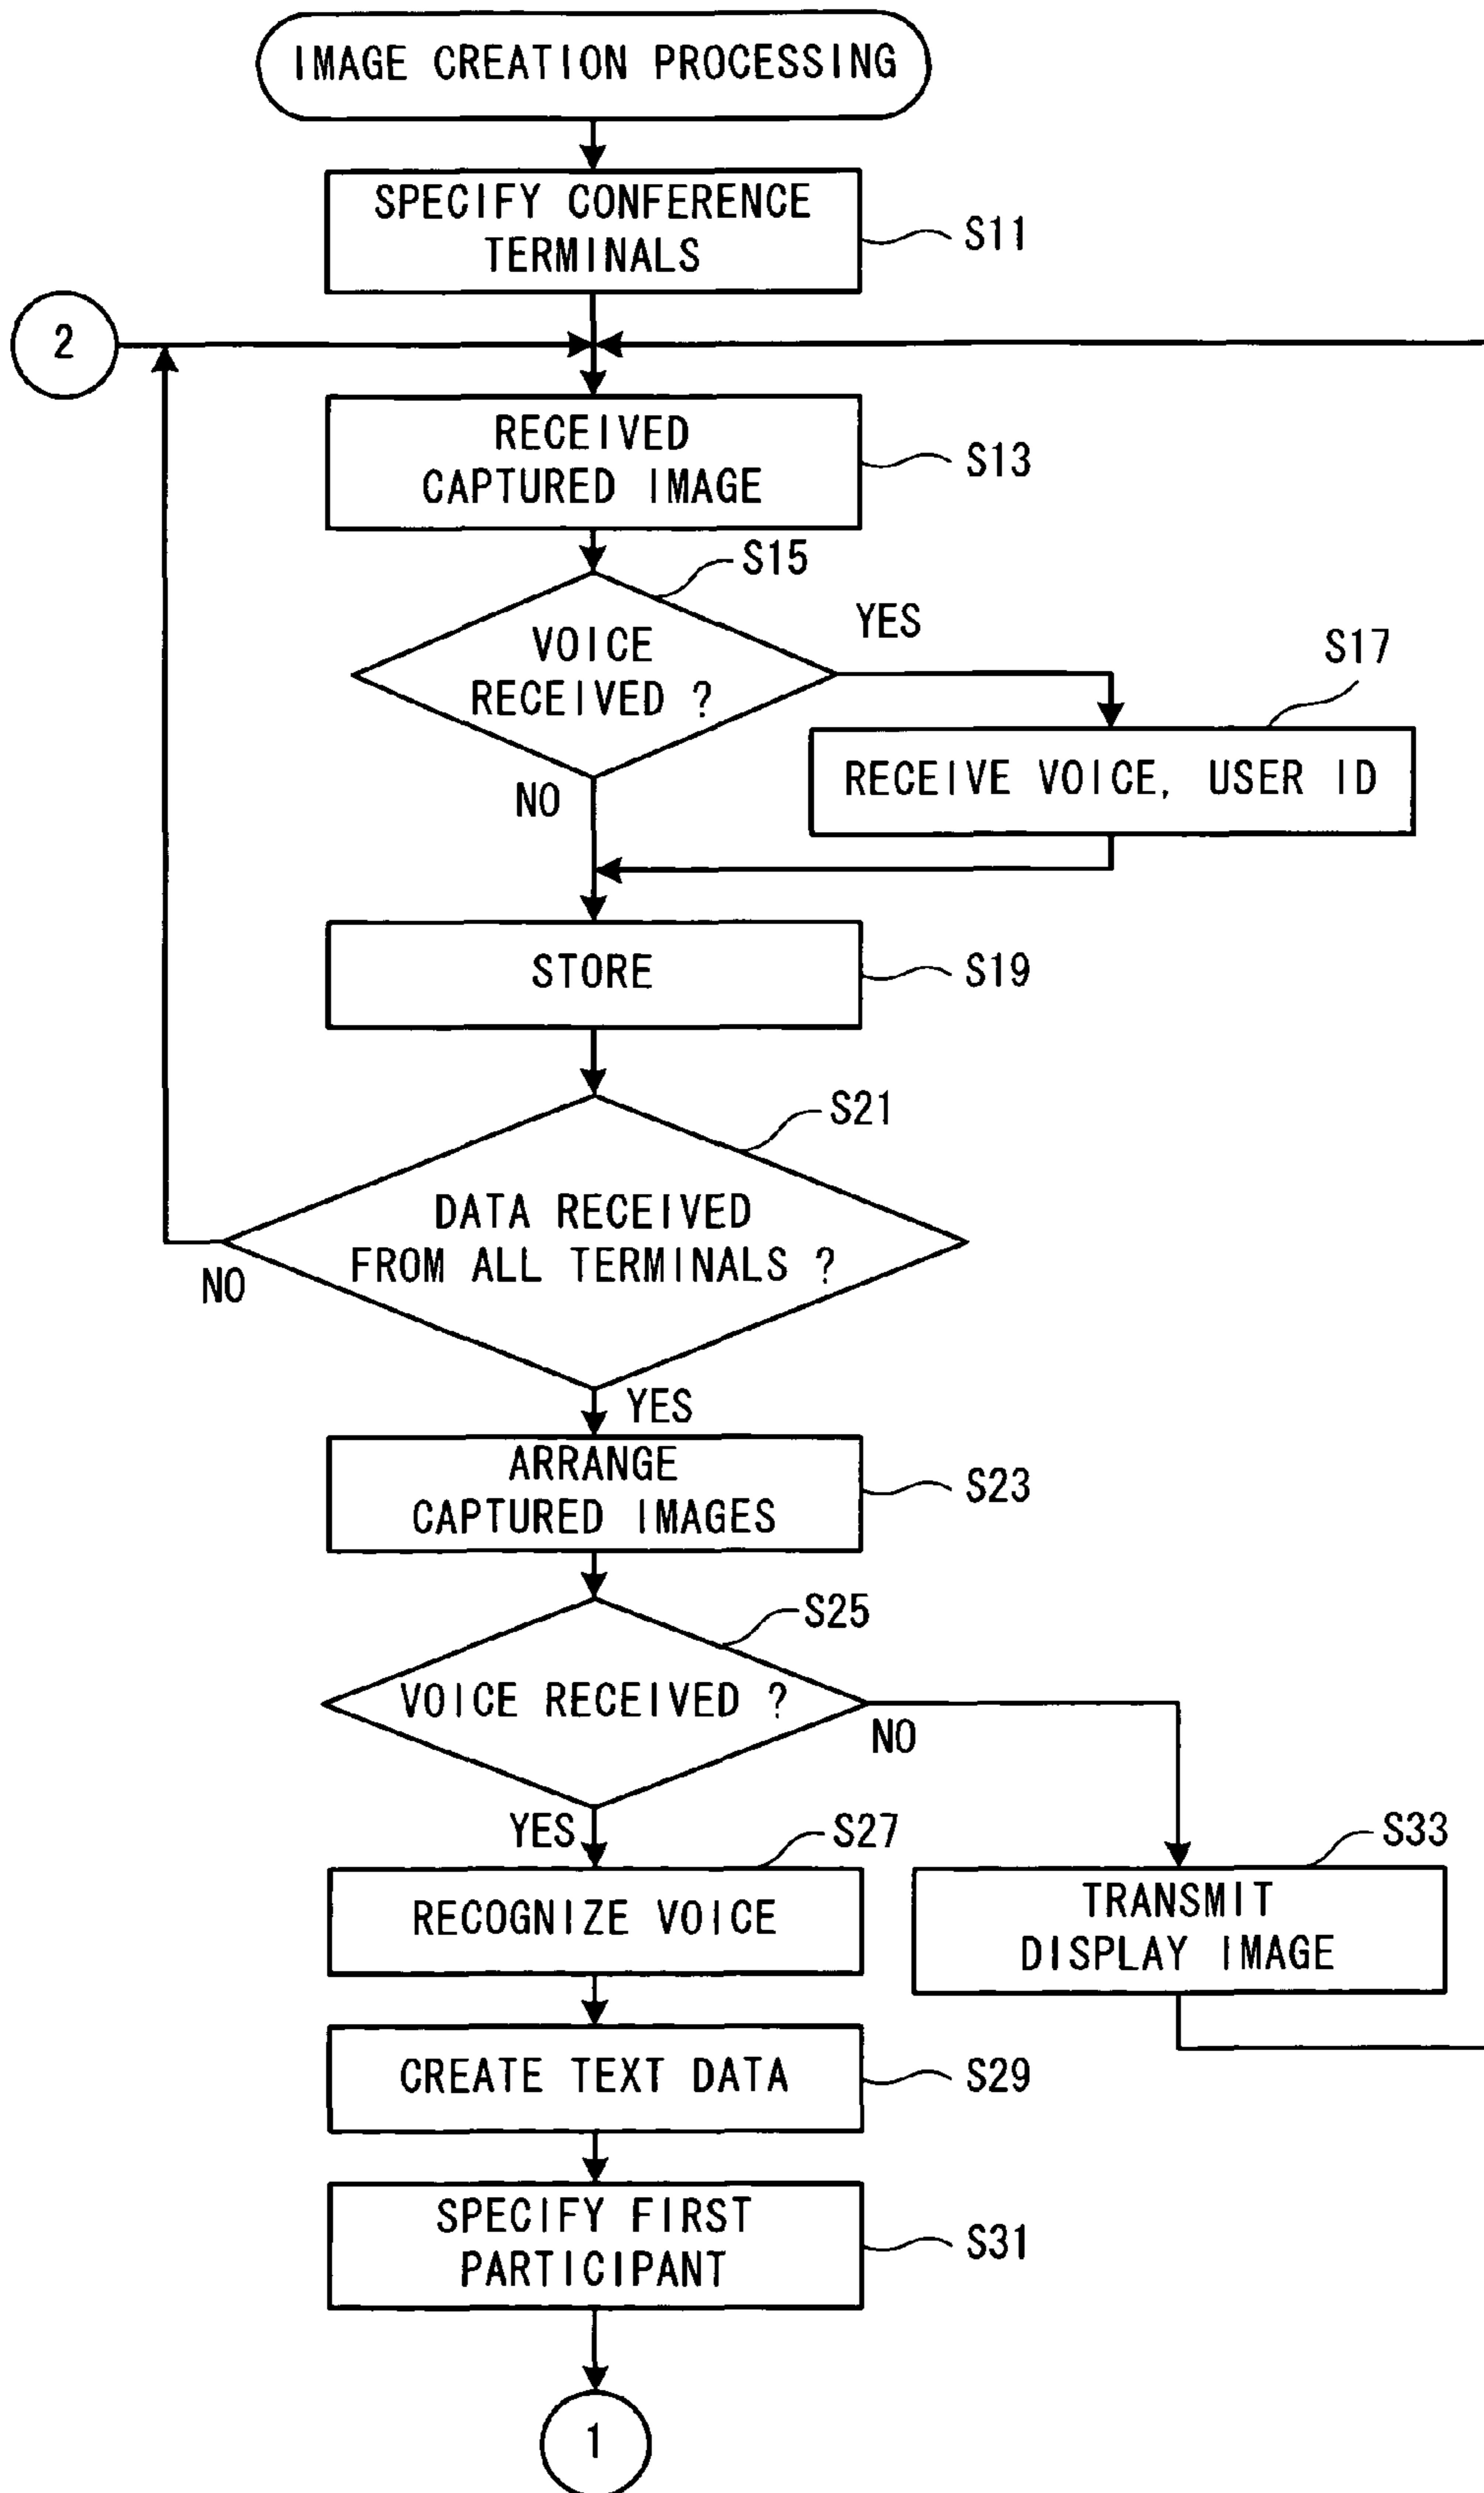 IMAGE CREATION PROCESSING
SPECIFY CONFERENCE
TERMINALS
S11
2
RECEIVED
CAPTURED IMAGE
S13
S15
VOICE
RECEIVED ?
YES
S17
RECEIVE VOICE, USER ID
NO
STORE
S19
S21
DATA RECEIVED
FROM ALL TERMINALS ?
NO
YES
ARRANGE
CAPTURED IMAGES
S23
S25
VOICE RECEIVED ?
NO
YES
S27
RECOGNIZE VOICE
S33
TRANSMIT
DISPLAY IMAGE
CREATE TEXT DATA
S29
SPECIFY FIRST
PARTICIPANT
S31
1